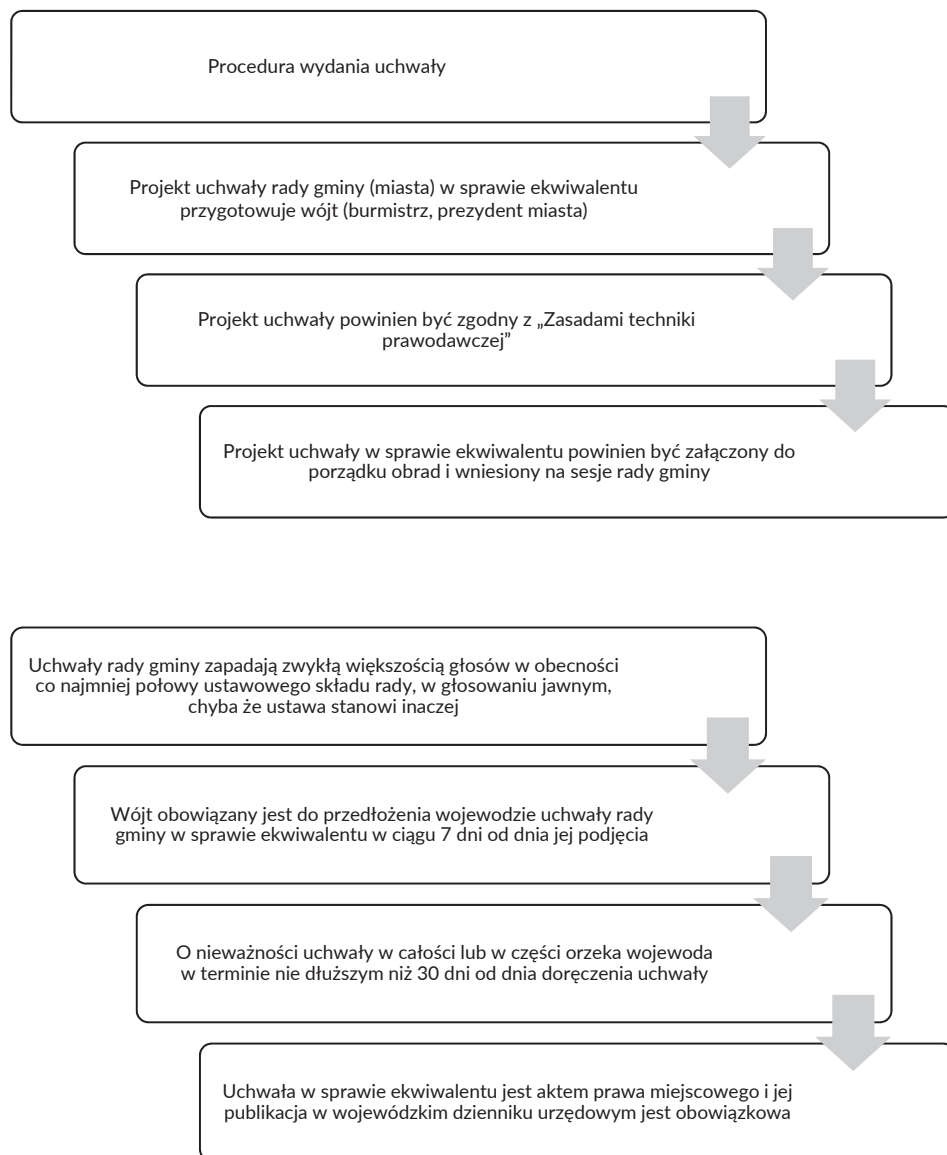 Procedura wydania uchwały
Projekt uchwały rady gminy (miasta) w sprawie ekwiwalentu
przygotowuje wójt (burmistrz, prezydent miasta)
Projekt uchwały powinien być zgodny z „Zasadami techniki
prawodawczej”
Projekt uchwały w sprawie ekwiwalentu powinien być załączony do
porządku obrad i wniesiony na sesje rady gminy
Uchwały rady gminy zapadają zwykłą większością głosów w obecności
co najmniej połowy ustawowego składu rady, w głosowaniu jawnym,
chyba że ustawa stanowi inaczej
Wójt obowiązany jest do przedłożenia wojewodzie uchwały rady
gminy w sprawie ekwiwalentu w ciągu 7 dni od dnia jej podjęcia
O nieważności uchwały w całości lub w części orzeka wojewoda
w terminie nie dłuższym niż 30 dni od dnia doręczenia uchwały
Uchwała w sprawie ekwiwalentu jest aktem prawa miejscowego i jej
publikacja w wojewódzkim dzienniku urzędowym jest obowiązkowa